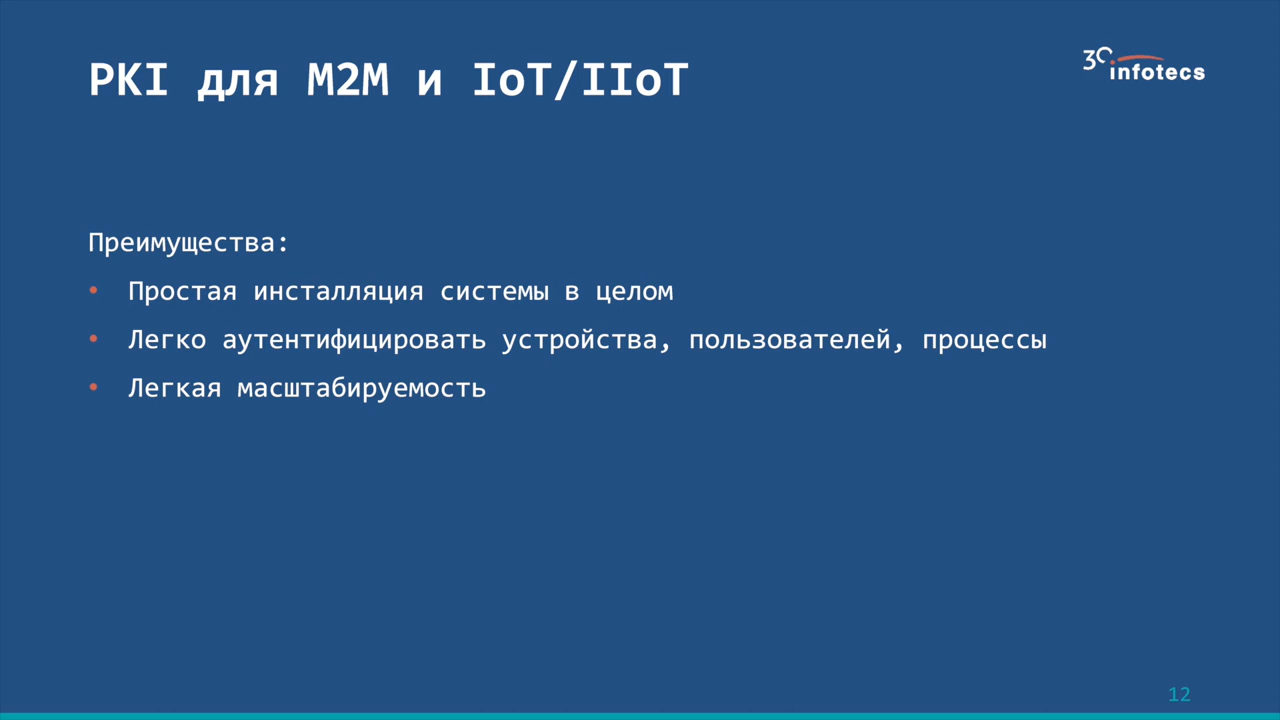 PKI для M2M и IoT/IIoT
30 infotecs
Преимущества:
• Простая инсталляция системы в целом
• Легко аутентифицировать устройства, пользователей, процессы
• Легкая масштабируемость
12